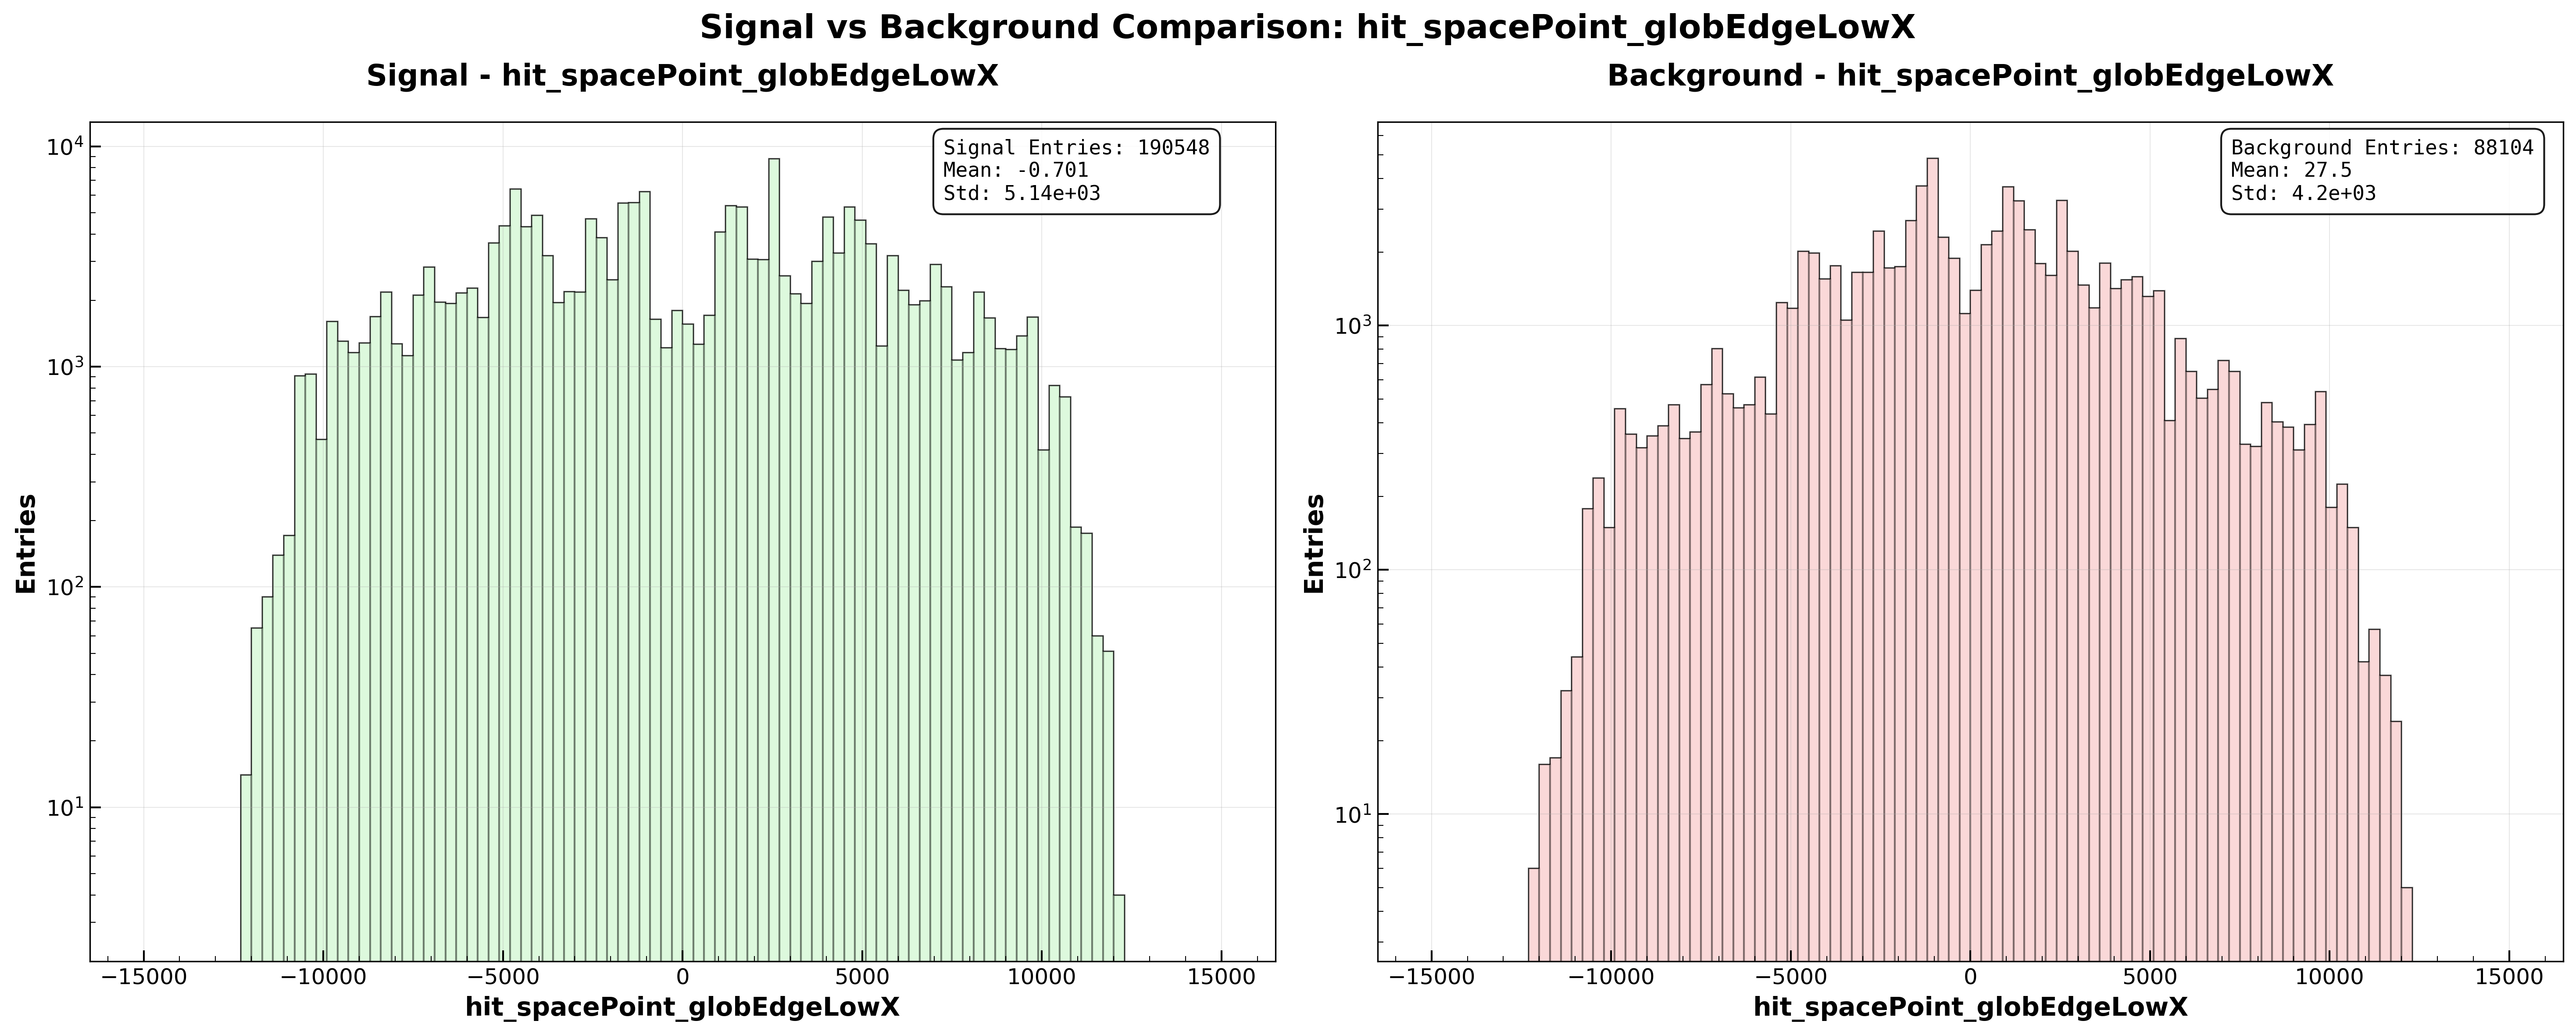 Signal vs Background Comparison: hit_spacePoint_globEdgeLowX
Signal - hit_spacePoint_globEdgeLowX
Signal Entries: 190548
Mean: -0.701
Std: 5.14e+03
Entries
10^4
10^3
10^2
10^1
−15000 −10000 −5000 0 5000 10000 15000
hit_spacePoint_globEdgeLowX
Background - hit_spacePoint_globEdgeLowX
Background Entries: 88104
Mean: 27.5
Std: 4.2e+03
Entries
10^3
10^2
10^1
−15000 −10000 −5000 0 5000 10000 15000
hit_spacePoint_globEdgeLowX